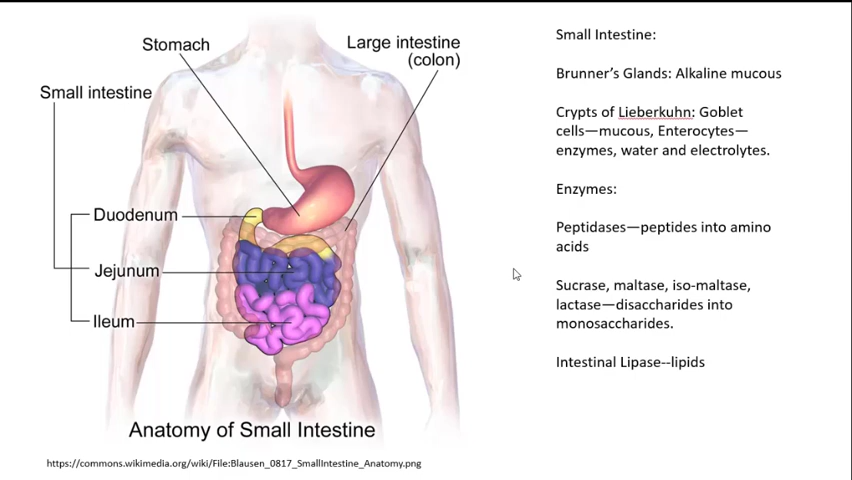 Stomach
Large intestine
(colon)
Small intestine
Duodenum
Jejunum
Ileum
Anatomy of Small Intestine
https://commons.wikimedia.org/wiki/File:Blausen_0817_SmallIntestine_Anatomy.png
Small Intestine:
Brunner’s Glands: Alkaline mucous
Crypts of Lieberkuhn: Goblet
cells—mucous, Enterocytes—
enzymes, water and electrolytes.
Enzymes:
Peptidases—peptides into amino
acids
Sucrase, maltase, iso-maltase,
lactase—disaccharides into
monosaccharides.
Intestinal Lipase--lipids